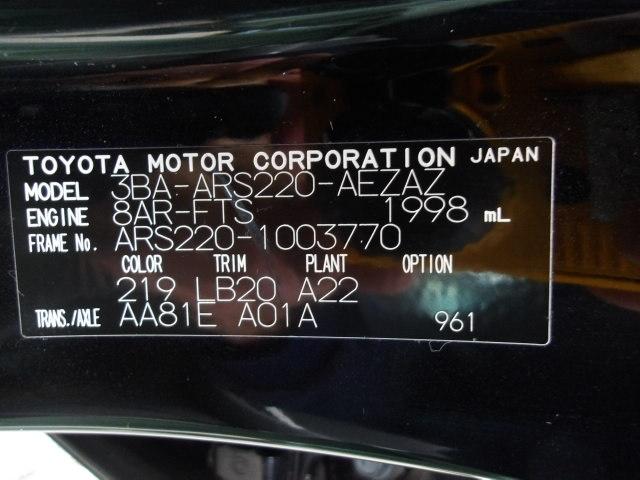 TOYOTA MOTOR CORPORATION JAPAN
MODEL 3BA-ARS220-AEZAZ
ENGINE 8AR-FTS 1998 mL
FRAME No. ARS220-1003770
COLOR TRIM PLANT OPTION
219 LB20 A22
TRANS./AXLE AA81E A01A 961